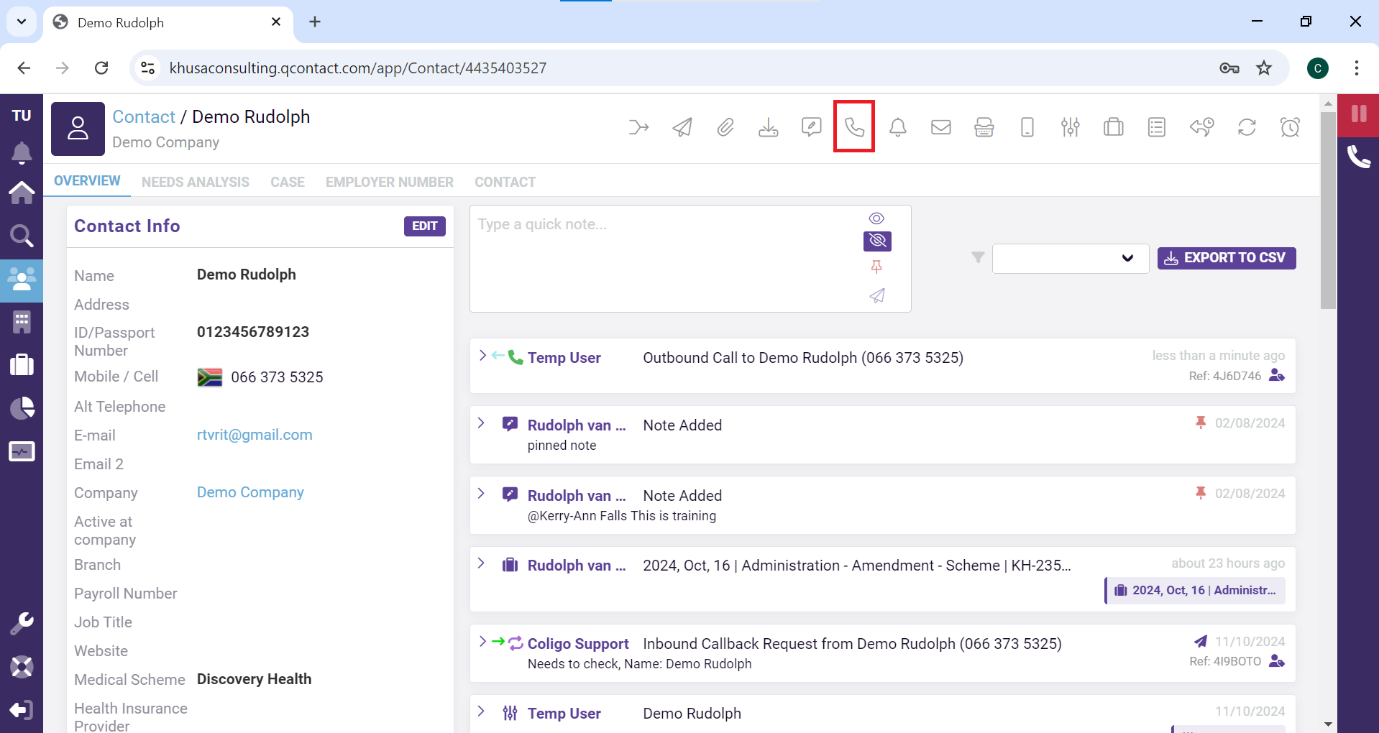 Demo Rudolph
khusaconsulting.qcontact.com/app/Contact/4435403527
C
TU
Contact / Demo Rudolph
Demo Company
OVERVIEW NEEDS ANALYSIS CASE EMPLOYER NUMBER CONTACT
Contact Info EDIT
Name Demo Rudolph
Address
ID/Passport Number 0123456789123
Mobile / Cell 066 373 5325
Alt Telephone
E-mail rtvrit@gmail.com
Email 2
Company Demo Company
Active at company
Branch
Payroll Number
Job Title
Website
Medical Scheme Discovery Health
Health Insurance Provider
Type a quick note...
EXPORT TO CSV
Temp User Outbound Call to Demo Rudolph (066 373 5325) less than a minute ago
Ref: 4J6D746
Rudolph van ... Note Added 02/08/2024
pinned note
Rudolph van ... Note Added 02/08/2024
@Kerry-Ann Falls This is training
Rudolph van ... 2024, Oct, 16 | Administration - Amendment - Scheme | KH-235... about 23 hours ago
2024, Oct, 16 | Administr...
Coligo Support Inbound Callback Request from Demo Rudolph (066 373 5325) 11/10/2024
Needs to check, Name: Demo Rudolph Ref: 4I9BOTO
Temp User Demo Rudolph 11/10/2024